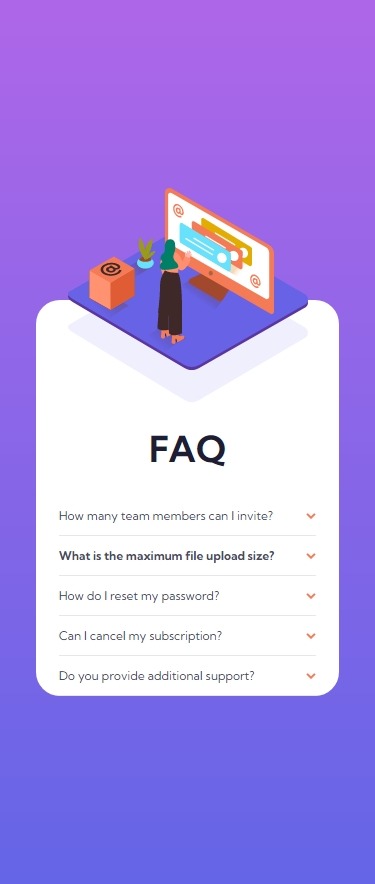 @
@
@
FAQ
How many team members can I invite?
What is the maximum file upload size?
How do I reset my password?
Can I cancel my subscription?
Do you provide additional support?